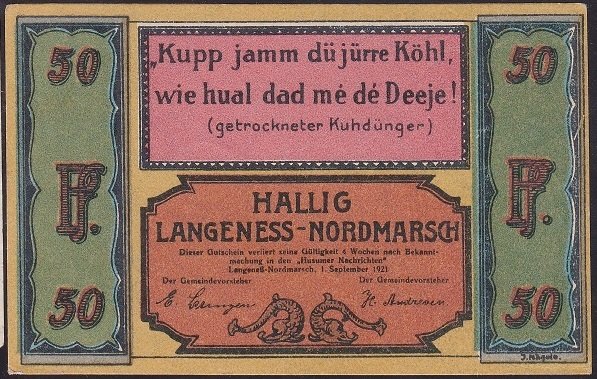 50
Pf.
50
„Kupp jamm dü jürre Köhl,
wie hual dad mé dé Deeje!
(getrockneter Kuhdünger)
HALLIG
LANGENESS-NORDMARSCH
Dieser Gutschein verliert seine Gültigkeit 4 Wochen nach Bekannt-
machung in den „Husumer Nachrichten"
Langeneß-Nordmarsch, 1. September 1921
Der Gemeindevorsteher Der Gemeindevorsteher
H. Andresen
50
Pf.
50